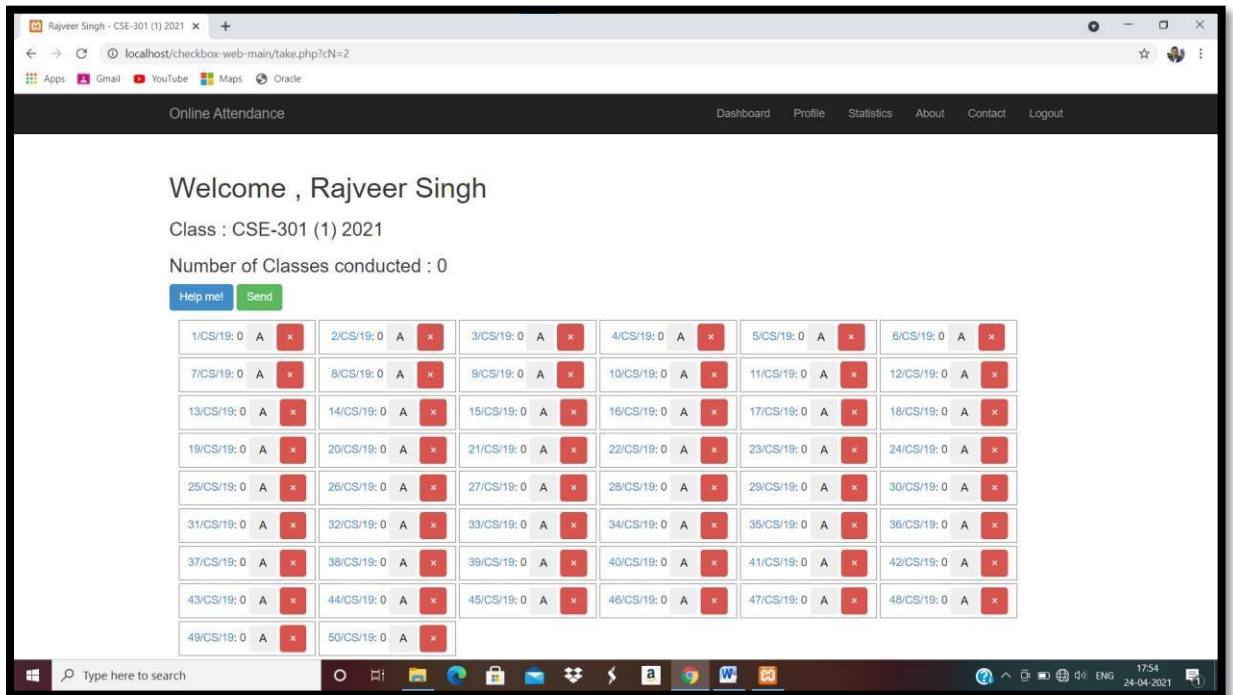 Rajveer Singh - CSE-301 (1) 2021
localhost/checkbox-web-main/take.php?cN=2
Apps Gmail YouTube Maps Oracle
Online Attendance Dashboard Profile Statistics About Contact Logout
Welcome , Rajveer Singh
Class : CSE-301 (1) 2021
Number of Classes conducted : 0
Help me! Send
1/CS/19: 0 A × 2/CS/19: 0 A × 3/CS/19: 0 A × 4/CS/19: 0 A × 5/CS/19: 0 A × 6/CS/19: 0 A ×
7/CS/19: 0 A × 8/CS/19: 0 A × 9/CS/19: 0 A × 10/CS/19: 0 A × 11/CS/19: 0 A × 12/CS/19: 0 A ×
13/CS/19: 0 A × 14/CS/19: 0 A × 15/CS/19: 0 A × 16/CS/19: 0 A × 17/CS/19: 0 A × 18/CS/19: 0 A ×
19/CS/19: 0 A × 20/CS/19: 0 A × 21/CS/19: 0 A × 22/CS/19: 0 A × 23/CS/19: 0 A × 24/CS/19: 0 A ×
25/CS/19: 0 A × 26/CS/19: 0 A × 27/CS/19: 0 A × 28/CS/19: 0 A × 29/CS/19: 0 A × 30/CS/19: 0 A ×
31/CS/19: 0 A × 32/CS/19: 0 A × 33/CS/19: 0 A × 34/CS/19: 0 A × 35/CS/19: 0 A × 36/CS/19: 0 A ×
37/CS/19: 0 A × 38/CS/19: 0 A × 39/CS/19: 0 A × 40/CS/19: 0 A × 41/CS/19: 0 A × 42/CS/19: 0 A ×
43/CS/19: 0 A × 44/CS/19: 0 A × 45/CS/19: 0 A × 46/CS/19: 0 A × 47/CS/19: 0 A × 48/CS/19: 0 A ×
49/CS/19: 0 A × 50/CS/19: 0 A ×
Type here to search ENG 17:54
24-04-2021